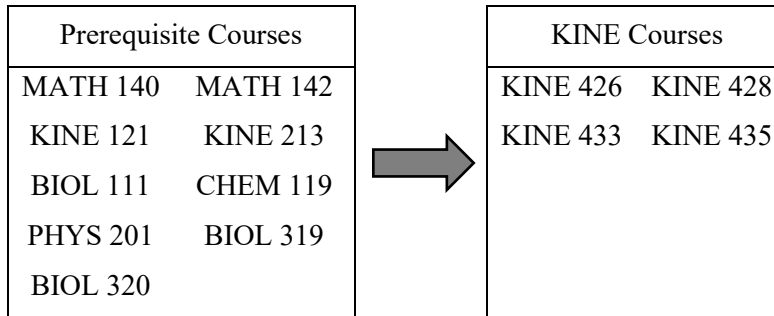 Prerequisite Courses
MATH 140 MATH 142
KINE 121 KINE 213
BIOL 111 CHEM 119
PHYS 201 BIOL 319
BIOL 320
KINE Courses
KINE 426 KINE 428
KINE 433 KINE 435